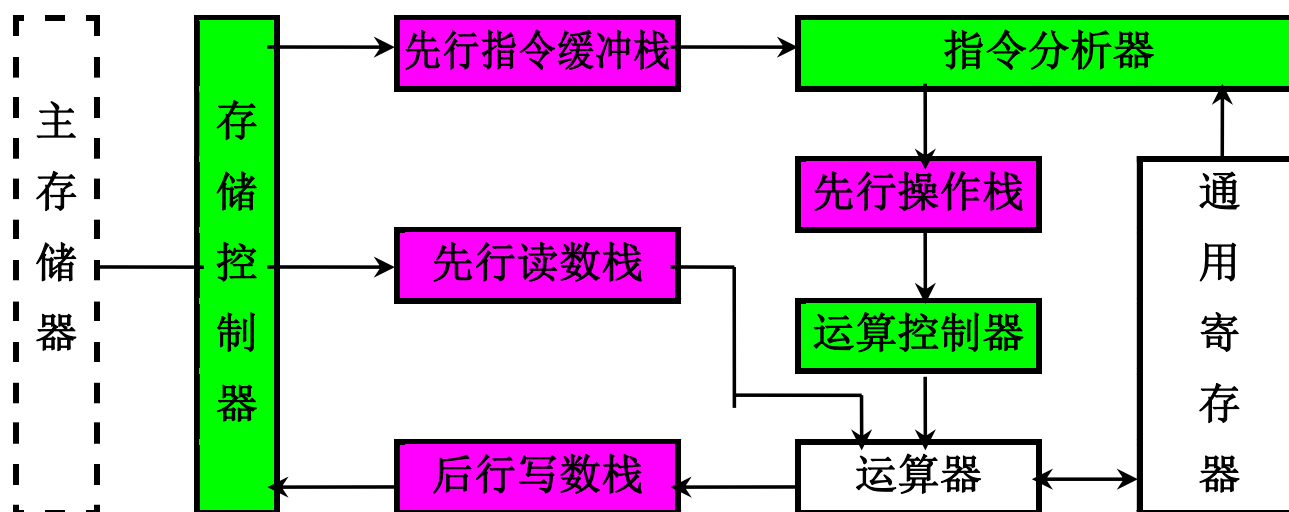 主存储器
存储控制器
先行指令缓冲栈
指令分析器
先行操作栈
通用寄存器
先行读数栈
运算控制器
后行写数栈
运算器